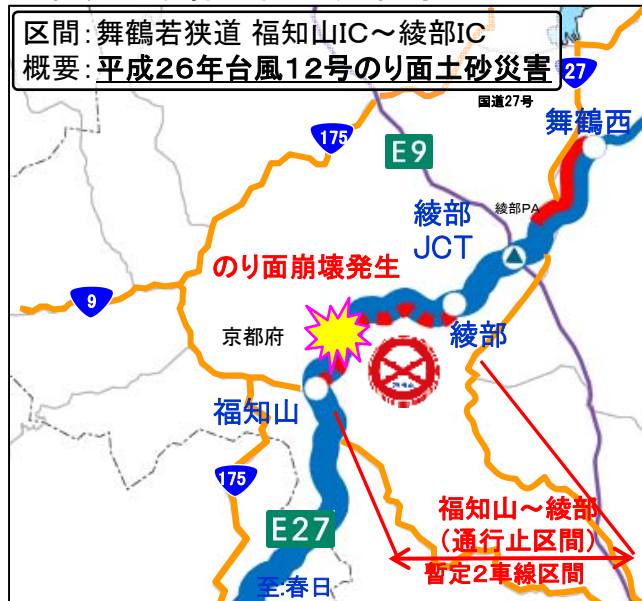 区間:舞鶴若狭道 福知山IC～綾部IC
概要:平成26年台風12号のり面土砂災害
27
国道27号
舞鶴西
175
E9
綾部PA
綾部
JCT
のり面崩壊発生
9
京都府
綾部
福知山
175
福知山～綾部
(通行止区間)
E27
暫定2車線区間
至:春日